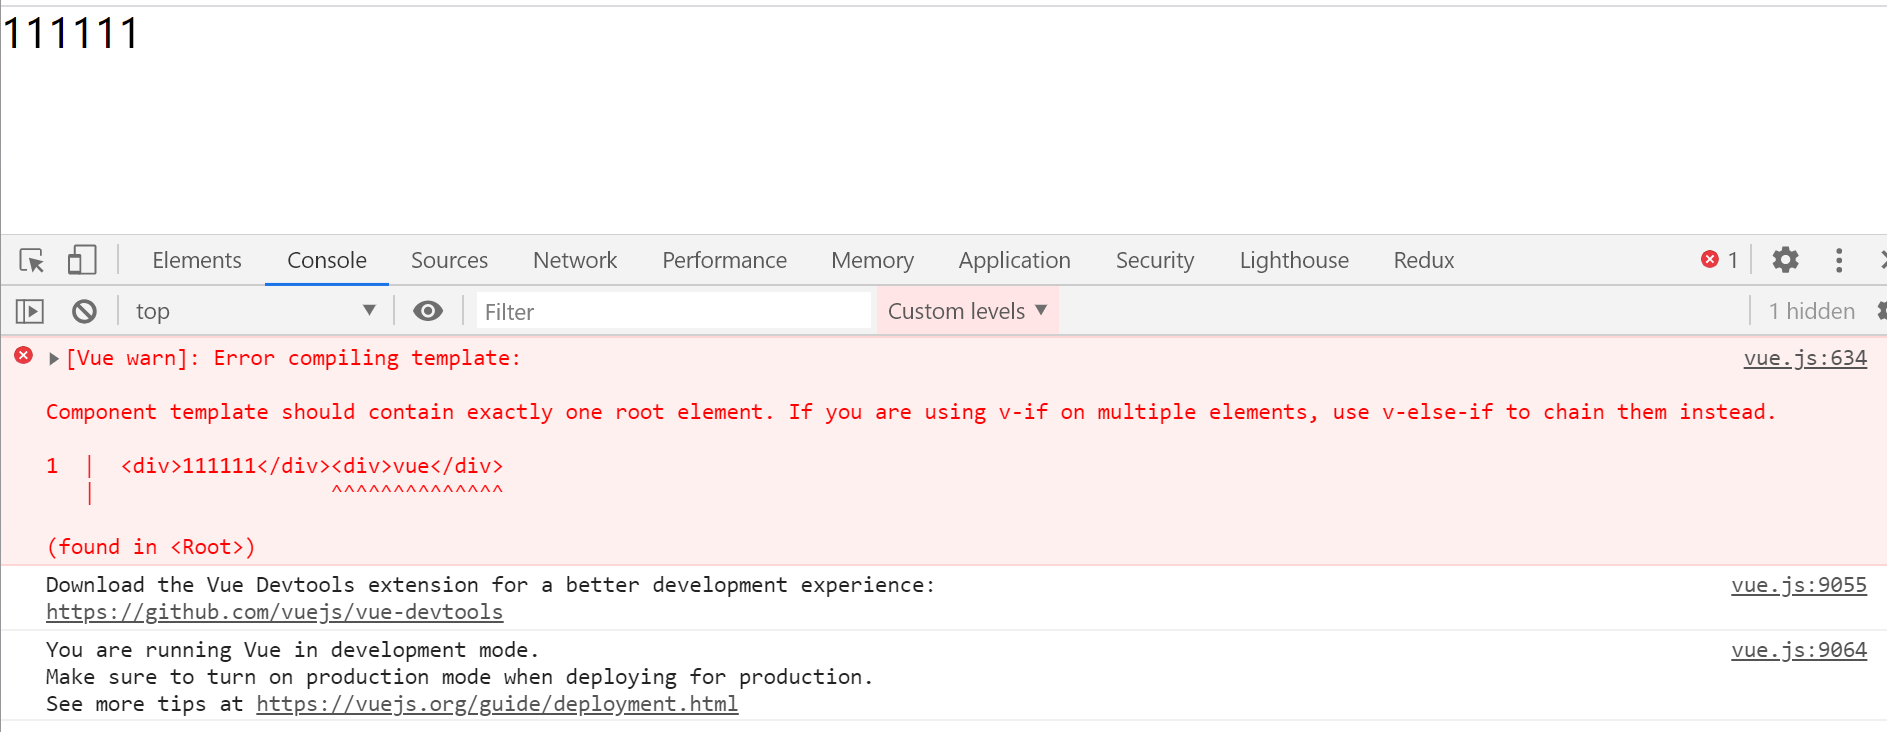 111111
Elements Console Sources Network Performance Memory Application Security Lighthouse Redux 1
top Filter Custom levels 1 hidden
[Vue warn]: Error compiling template: vue.js:634
Component template should contain exactly one root element. If you are using v-if on multiple elements, use v-else-if to chain them instead.
1 | <div>111111</div><div>vue</div>
| ^^^^^^^^^^^^^^
(found in <Root>)
Download the Vue Devtools extension for a better development experience: vue.js:9055
https://github.com/vuejs/vue-devtools
You are running Vue in development mode. vue.js:9064
Make sure to turn on production mode when deploying for production.
See more tips at https://vuejs.org/guide/deployment.html